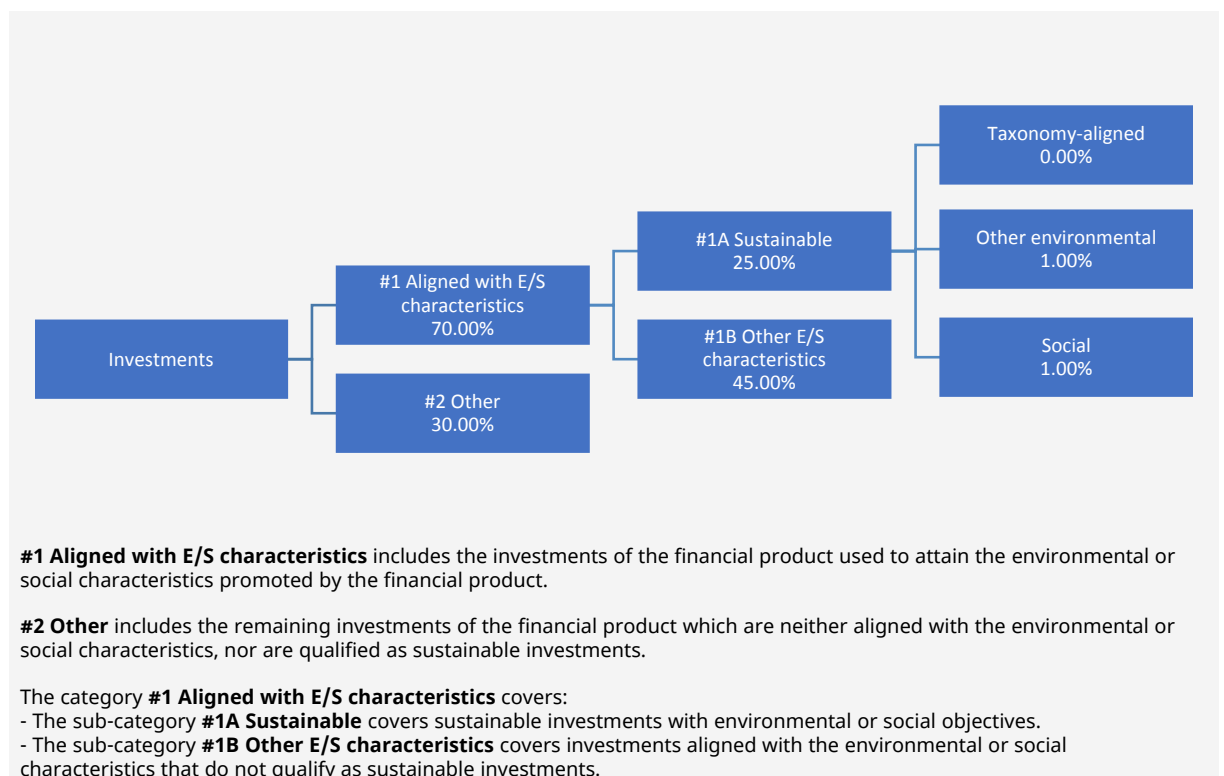 Investments
#1 Aligned with E/S
characteristics
70.00%
#2 Other
30.00%
#1A Sustainable
25.00%
#1B Other E/S
characteristics
45.00%
Taxonomy-aligned
0.00%
Other environmental
1.00%
Social
1.00%
#1 Aligned with E/S characteristics includes the investments of the financial product used to attain the environmental or
social characteristics promoted by the financial product.
#2 Other includes the remaining investments of the financial product which are neither aligned with the environmental or
social characteristics, nor are qualified as sustainable investments.
The category #1 Aligned with E/S characteristics covers:
- The sub-category #1A Sustainable covers sustainable investments with environmental or social objectives.
- The sub-category #1B Other E/S characteristics covers investments aligned with the environmental or social
characteristics that do not qualify as sustainable investments.